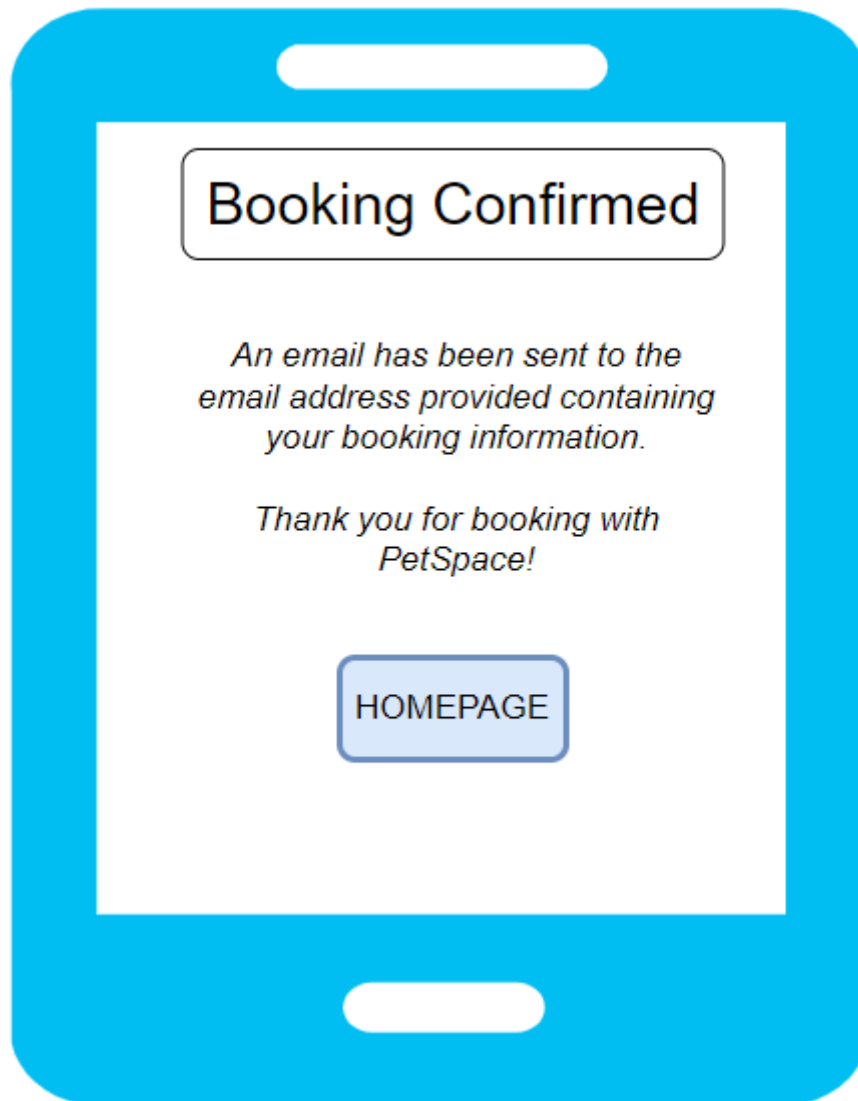 Booking Confirmed
An email has been sent to the
email address provided containing
your booking information.
Thank you for booking with
PetSpace!
HOMEPAGE